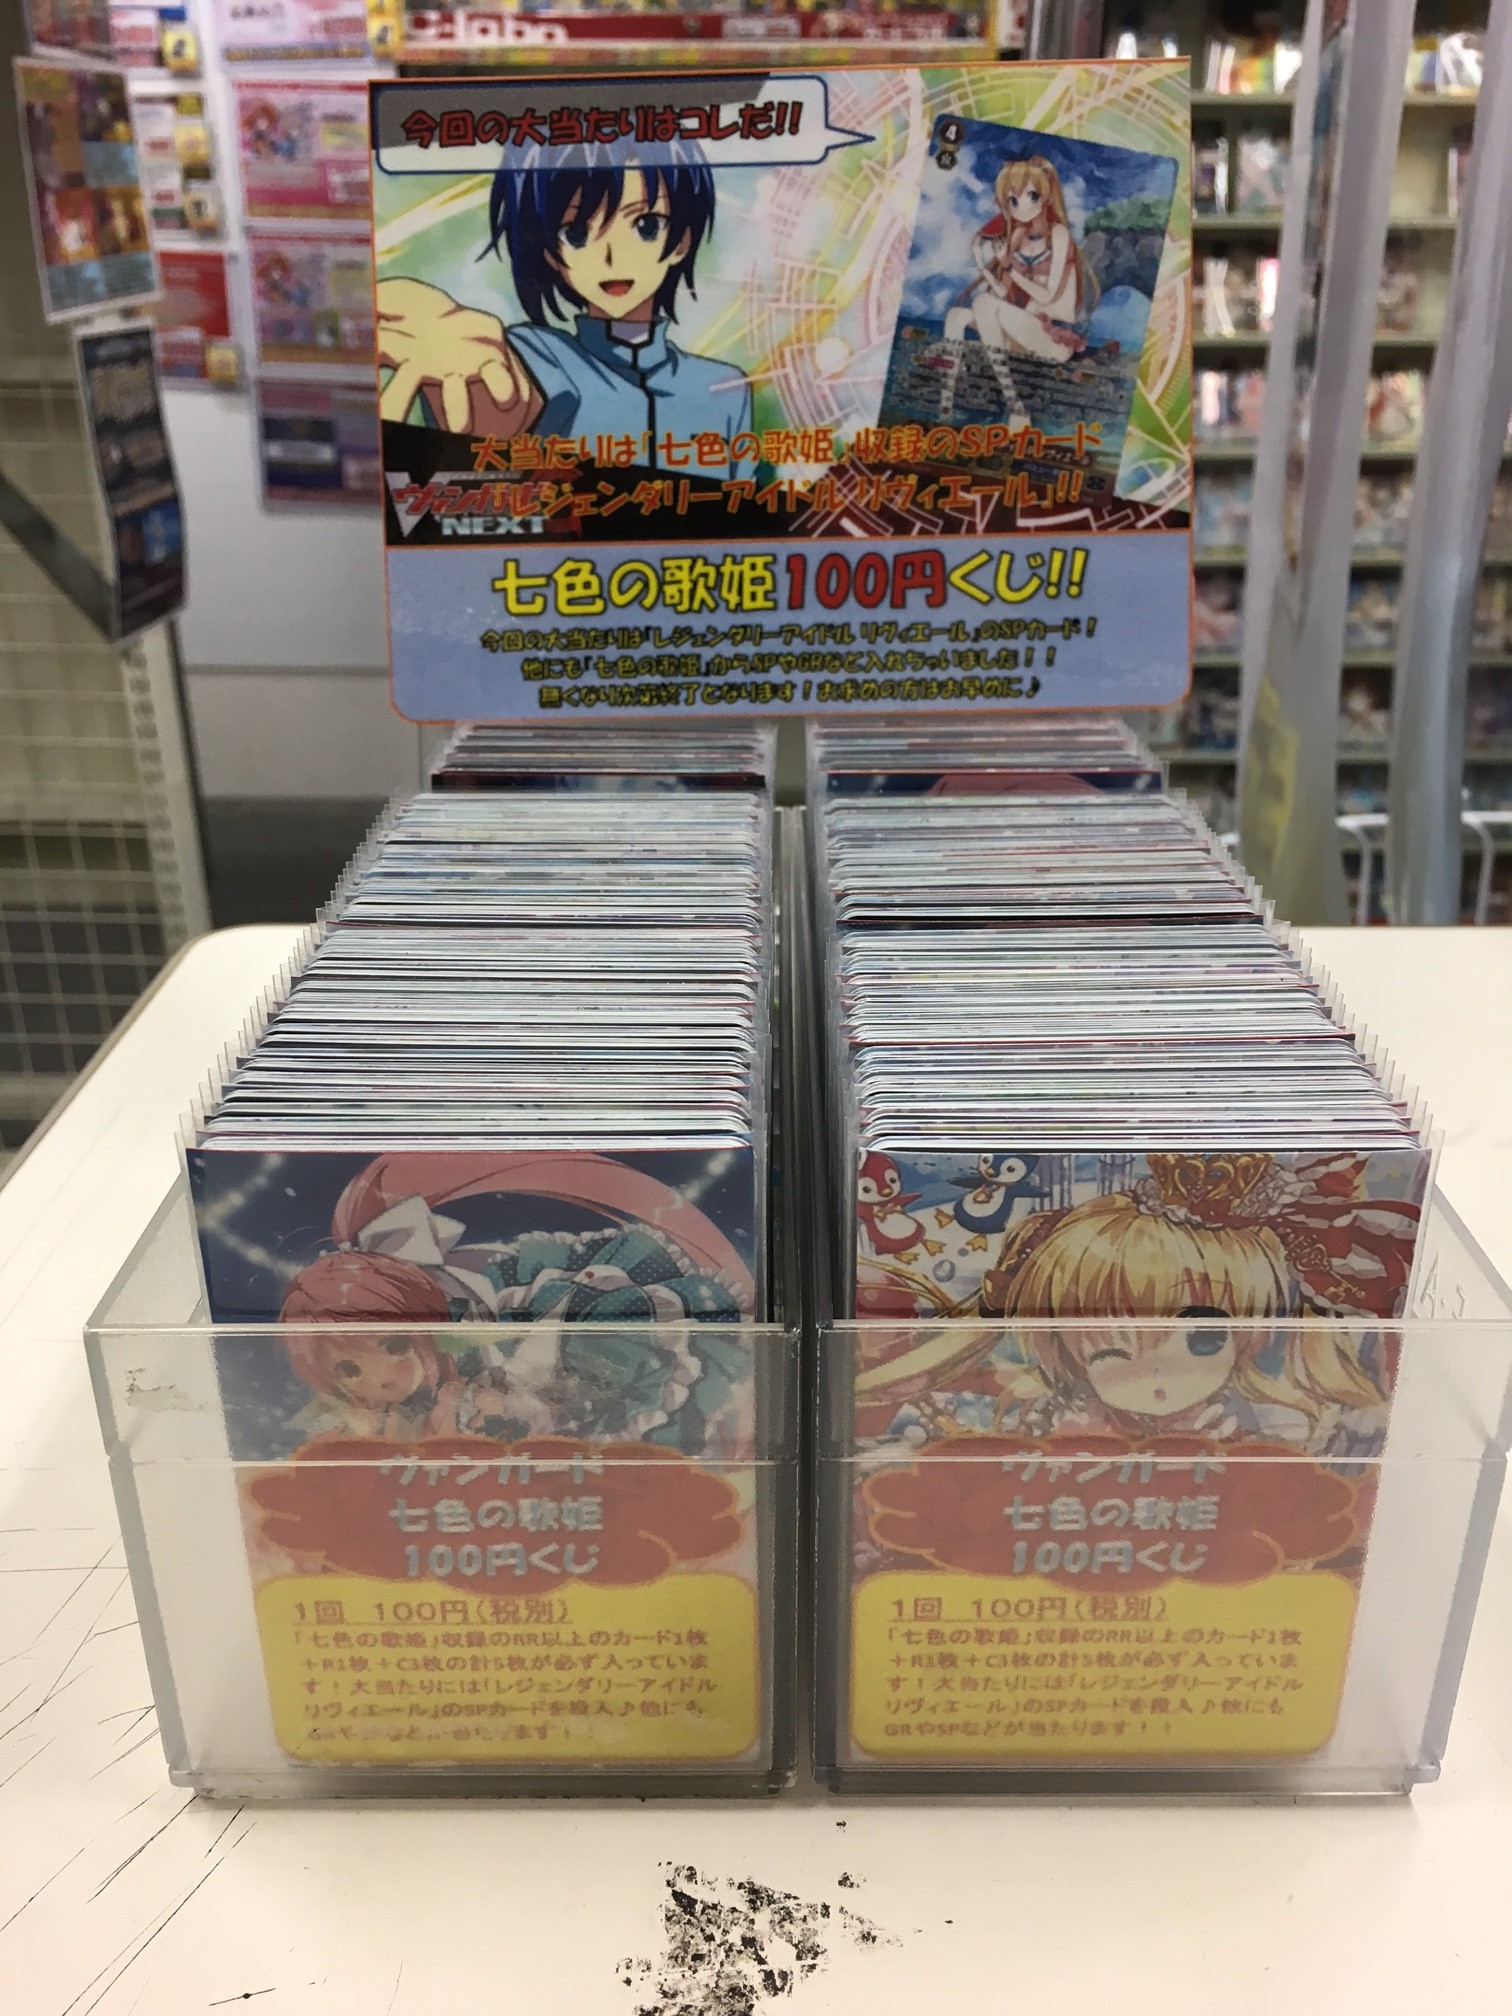 今回の大当たりはコレだ!!
4
大当たりは「七色の歌姫」収録のSPカード
「レジェンダリーアイドル リヴィエール」!!
ヴァンガード
NEXT
七色の歌姫100円くじ!!
今回の大当たりは「レジェンダリーアイドル リヴィエール」のSPカード！
他にも「七色の歌姫」からSPやGRなど入れちゃいました！！
無くなり次第終了となります！お求めの方はお早めに♪
ヴァンガード
七色の歌姫
100円くじ
1回 100円(税別)
「七色の歌姫」収録のRR以上のカード1枚
+R1枚+C3枚の計5枚が必ず入っていま
す！大当たりには「レジェンダリーアイドル
リヴィエール」のSPカードを投入♪他にも
ヴァンガード
七色の歌姫
100円くじ
1回 100円(税別)
「七色の歌姫」収録のRR以上のカード1枚
+R1枚+C3枚の計5枚が必ず入っていま
す！大当たりには「レジェンダリーアイドル
リヴィエール」のSPカードを投入♪他にも
GRやSPなどが当たります！！